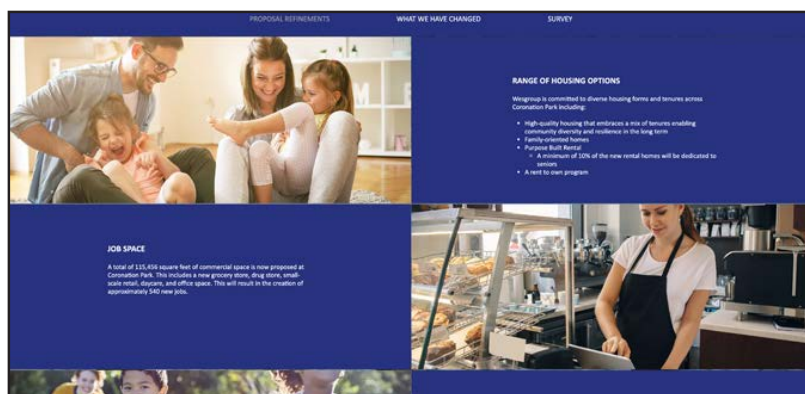 PROPOSAL REFINEMENTS
WHAT WE HAVE CHANGED
SURVEY
RANGE OF HOUSING OPTIONS
Wesgroup is committed to diverse housing forms and tenures across
Coronation Park including:
• High-quality housing that embraces a mix of tenures enabling
community diversity and resilience in the long term
• Family-oriented homes
• Purpose Built Rental
○ A minimum of 10% of the new rental homes will be dedicated to
seniors
• A rent to own program
JOB SPACE
A total of 115,456 square feet of commercial space is now proposed at
Coronation Park. This includes a new grocery store, drug store, small-
scale retail, daycare, and office space. This will result in the creation of
approximately 540 new jobs.